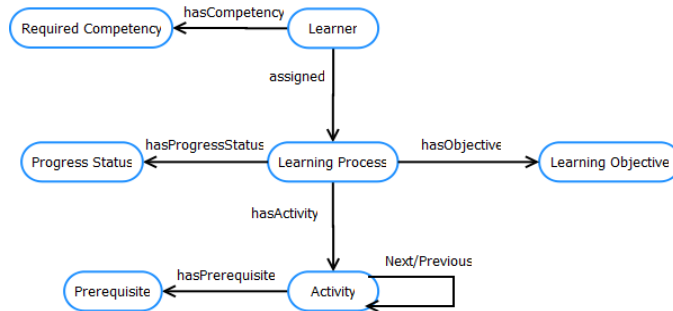 hasCompetency
Required Competency
Learner
assigned
hasProgressStatus
hasObjective
Progress Status
Learning Process
Learning Objective
hasActivity
Next/Previous
hasPrerequisite
Prerequisite
Activity